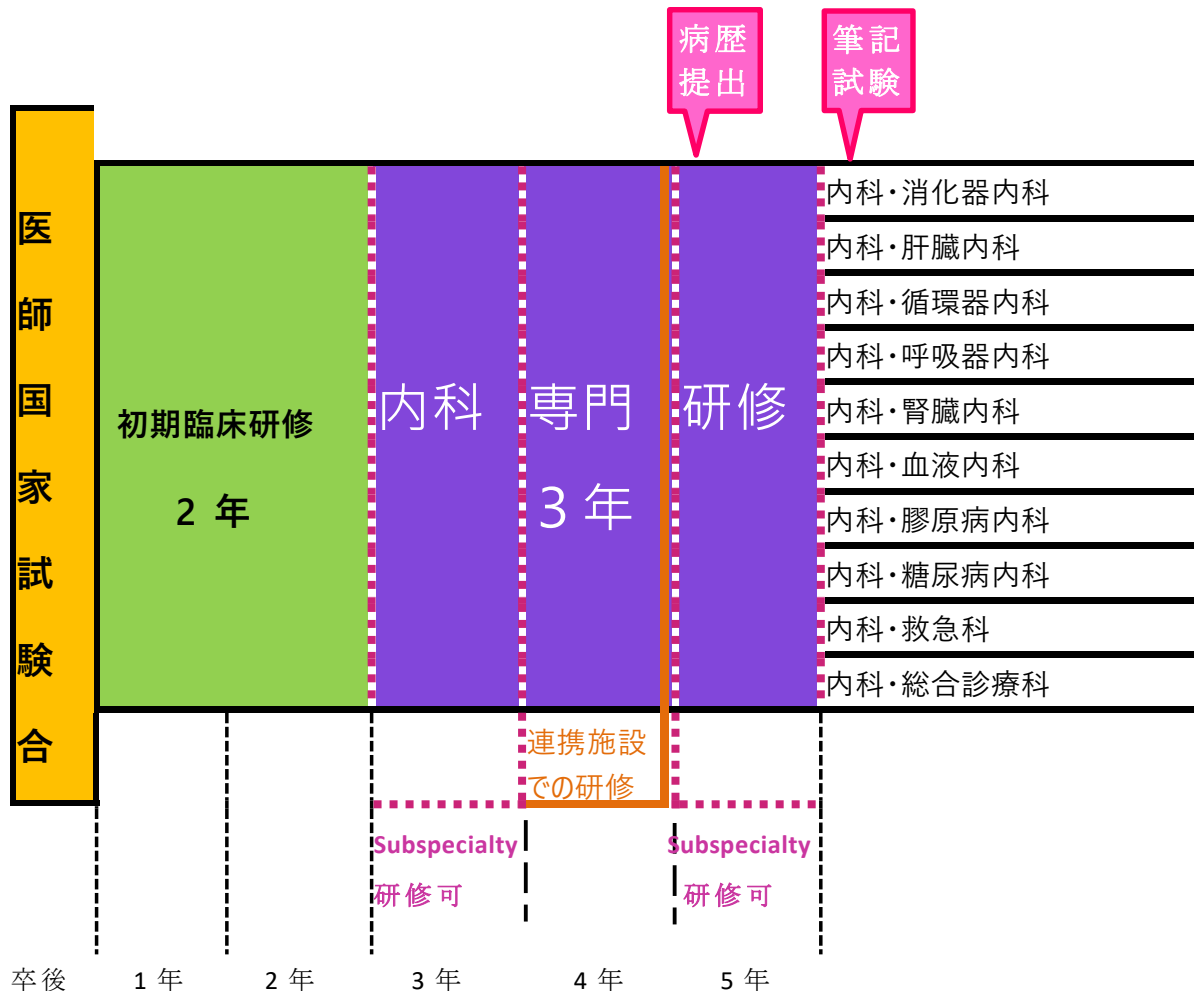 病歴
提出
筆記
試験
医
師
国
家
試
験
合
初期臨床研修
2 年
内科
専門
研修
3年
内科・消化器内科
内科・肝臓内科
内科・循環器内科
内科・呼吸器内科
内科・腎臓内科
内科・血液内科
内科・膠原病内科
内科・糖尿病内科
内科・救急科
内科・総合診療科
連携施設
での研修
Subspecialty
研修可
Subspecialty
研修可
卒後 1 年 2 年 3 年 4 年 5 年